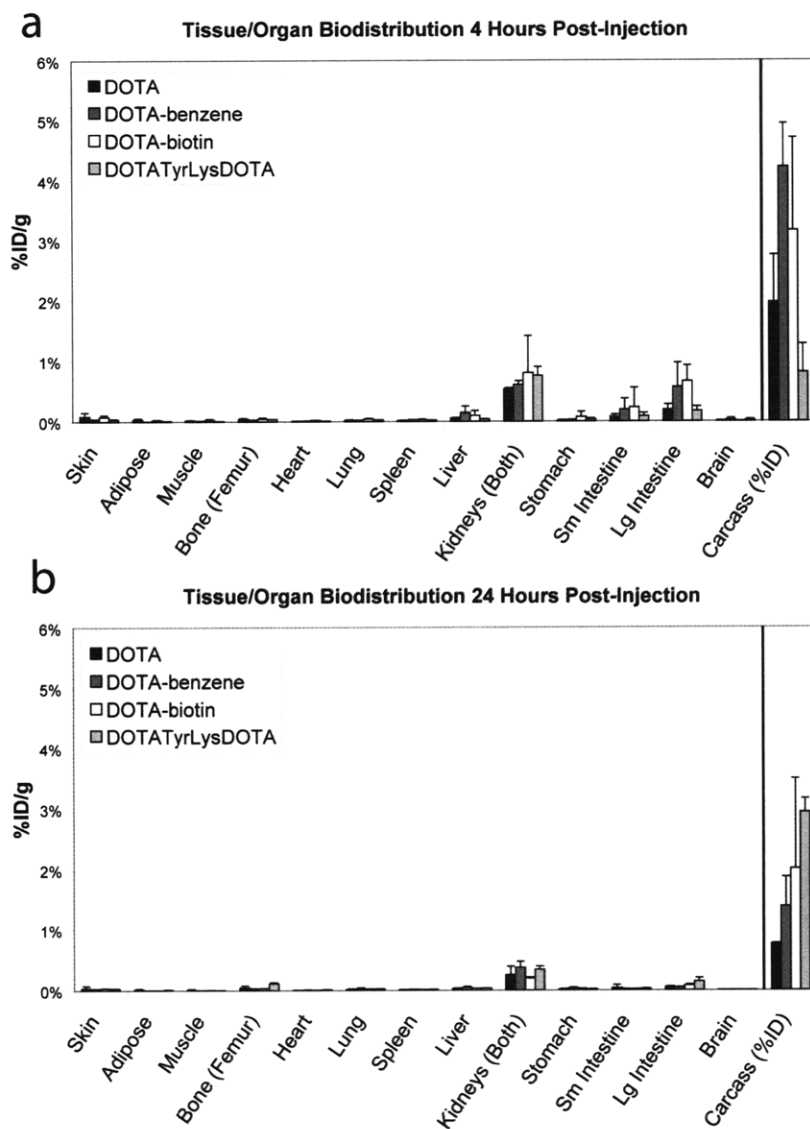 a
Tissue/Organ Biodistribution 4 Hours Post-Injection
6%
5%
4%
3%
2%
1%
0%
%ID/g
DOTA
DOTA-benzene
DOTA-biotin
DOTATyrLysDOTA
Skin
Adipose
Muscle
Bone (Femur)
Heart
Lung
Spleen
Liver
Kidneys (Both)
Stomach
Sm Intestine
Lg Intestine
Brain
Carcass (%ID)
b
Tissue/Organ Biodistribution 24 Hours Post-Injection
6%
5%
4%
3%
2%
1%
0%
%ID/g
DOTA
DOTA-benzene
DOTA-biotin
DOTATyrLysDOTA
Skin
Adipose
Muscle
Bone (Femur)
Heart
Lung
Spleen
Liver
Kidneys (Both)
Stomach
Sm Intestine
Lg Intestine
Brain
Carcass (%ID)